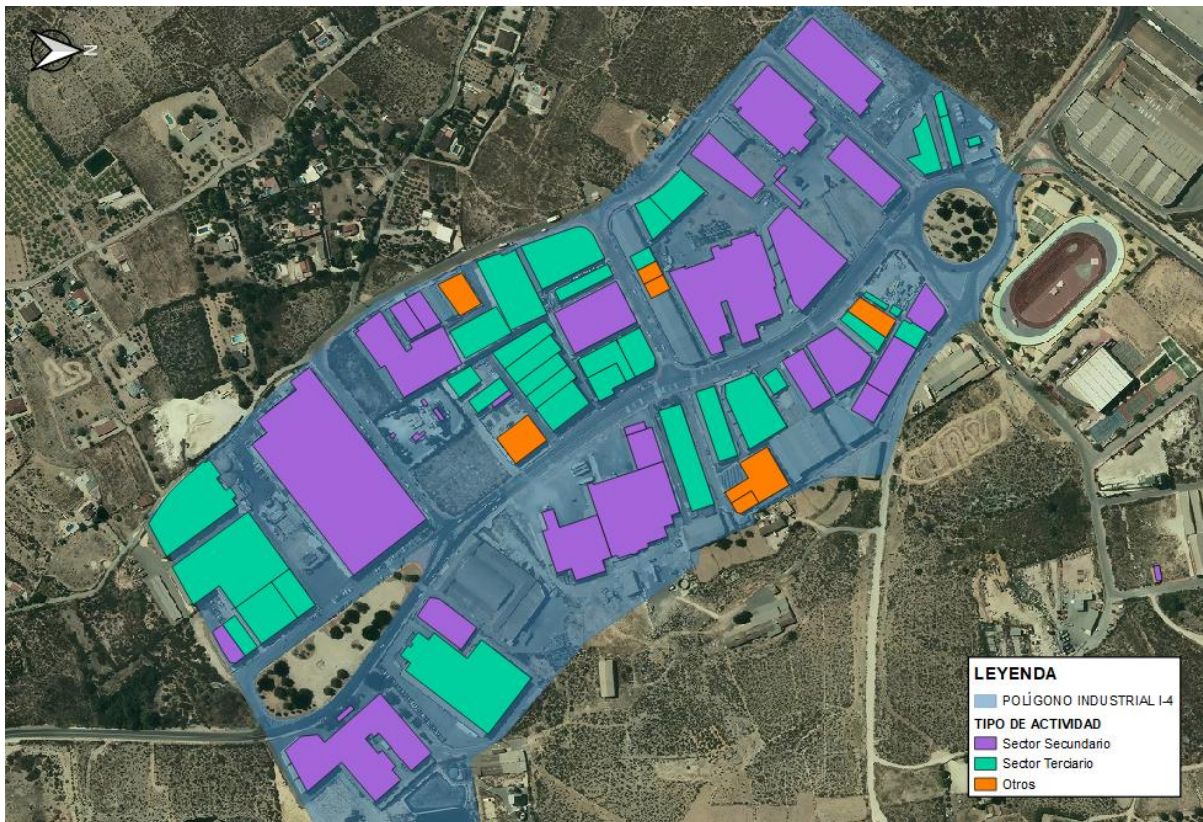 N
LEYENDA
POLÍGONO INDUSTRIAL I-4
TIPO DE ACTIVIDAD
Sector Secundario
Sector Terciario
Otros